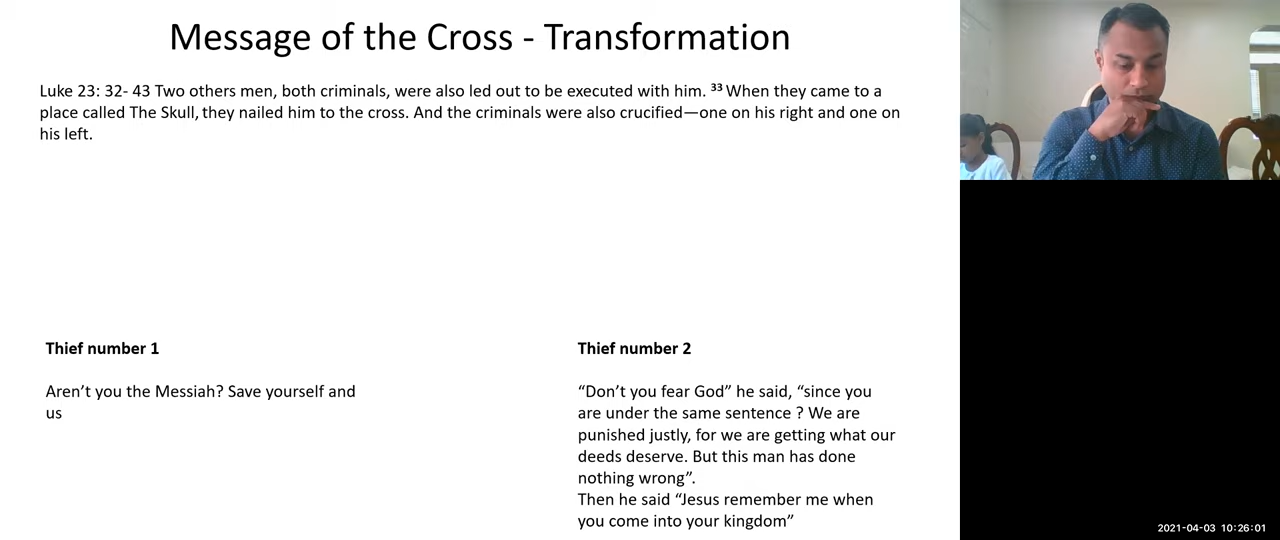 Message of the Cross - Transformation
Luke 23: 32- 43 Two others men, both criminals, were also led out to be executed with him. ³³ When they came to a
place called The Skull, they nailed him to the cross. And the criminals were also crucified—one on his right and one on
his left.
Thief number 1
Aren’t you the Messiah? Save yourself and
us
Thief number 2
“Don’t you fear God” he said, “since you
are under the same sentence ? We are
punished justly, for we are getting what our
deeds deserve. But this man has done
nothing wrong”.
Then he said “Jesus remember me when
you come into your kingdom”
2021-04-03 10:26:01